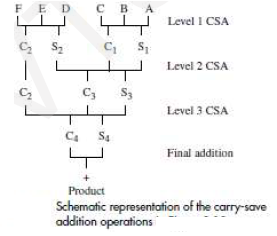 F E D C B A
Level 1 CSA
C2 S2 C1 S1
Level 2 CSA
C2 C3 S3
Level 3 CSA
C4 S4
Final addition
+
Product
Schematic representation of the carry-save
addition operations